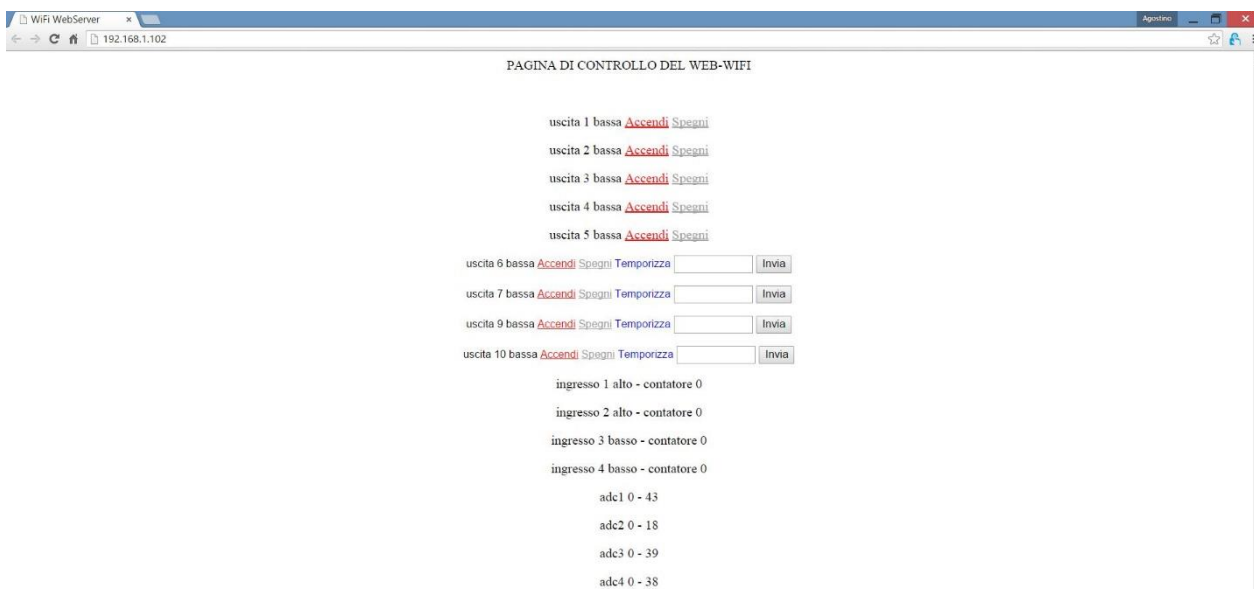 WiFi WebServer
Agostino
192.168.1.102
PAGINA DI CONTROLLO DEL WEB-WIFI
uscita 1 bassa Accendi Spegni
uscita 2 bassa Accendi Spegni
uscita 3 bassa Accendi Spegni
uscita 4 bassa Accendi Spegni
uscita 5 bassa Accendi Spegni
uscita 6 bassa Accendi Spegni Temporizza Invia
uscita 7 bassa Accendi Spegni Temporizza Invia
uscita 9 bassa Accendi Spegni Temporizza Invia
uscita 10 bassa Accendi Spegni Temporizza Invia
ingresso 1 alto - contatore 0
ingresso 2 alto - contatore 0
ingresso 3 basso - contatore 0
ingresso 4 basso - contatore 0
adc1 0 - 43
adc2 0 - 18
adc3 0 - 39
adc4 0 - 38